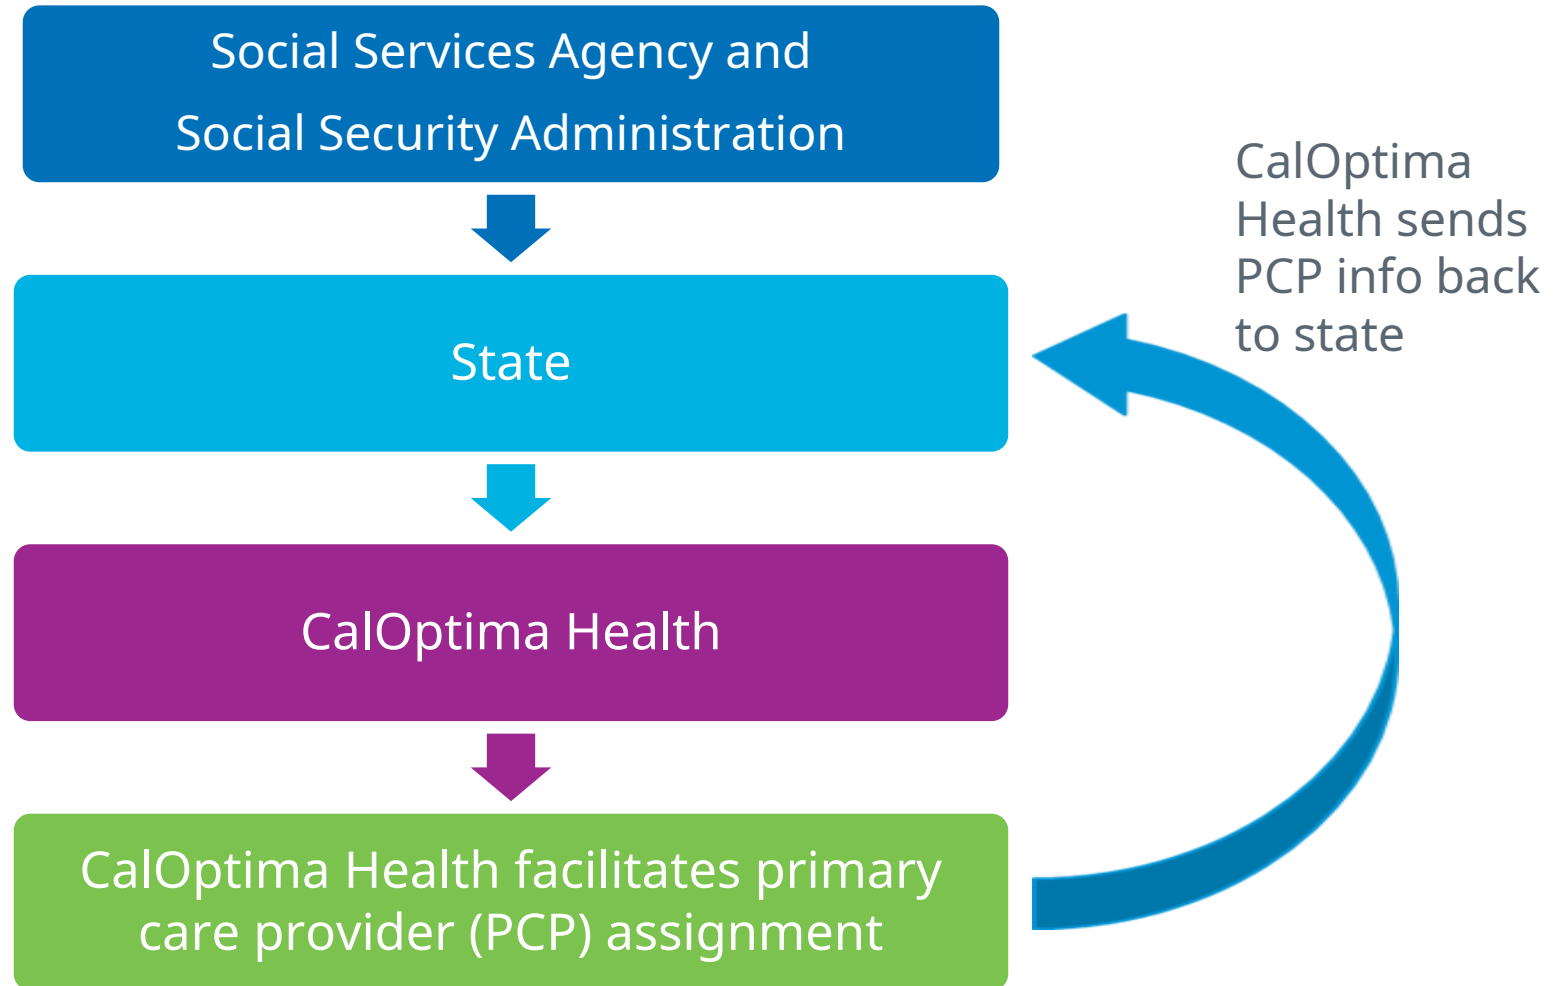 Social Services Agency and
Social Security Administration
State
CalOptima Health
CalOptima Health facilitates primary
care provider (PCP) assignment
CalOptima
Health sends
PCP info back
to state